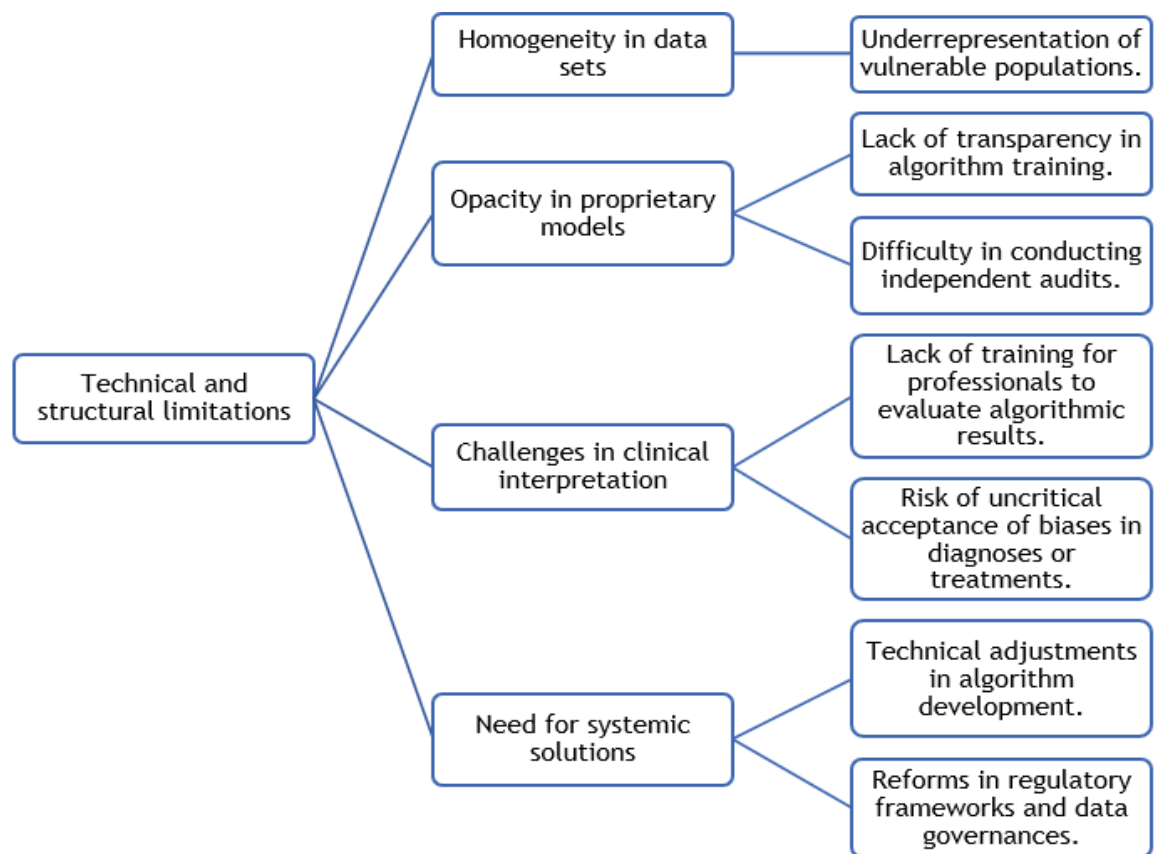 Technical and
structural limitations
Homogeneity in data
sets
Underrepresentation of
vulnerable populations.
Opacity in proprietary
models
Lack of transparency in
algorithm training.
Difficulty in conducting
independent audits.
Challenges in clinical
interpretation
Lack of training for
professionals to
evaluate algorithmic
results.
Risk of uncritical
acceptance of biases in
diagnoses or
treatments.
Need for systemic
solutions
Technical adjustments
in algorithm
development.
Reforms in regulatory
frameworks and data
governances.